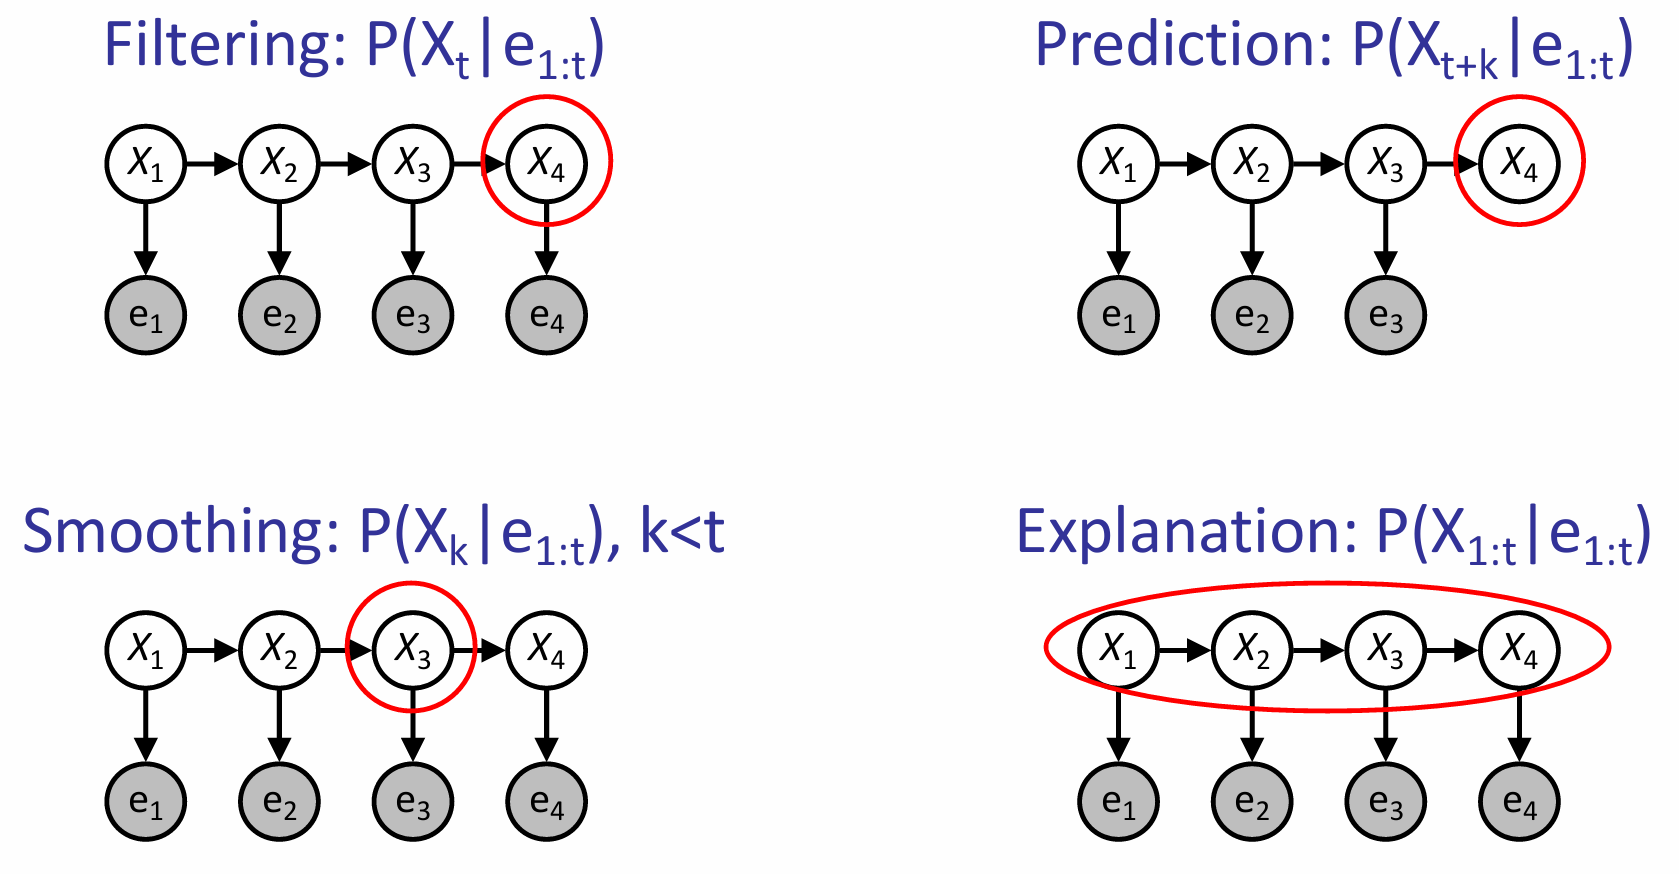 Filtering: P(X_t|e_{1:t})
X_1 X_2 X_3 X_4
e_1 e_2 e_3 e_4
Prediction: P(X_{t+k}|e_{1:t})
X_1 X_2 X_3 X_4
e_1 e_2 e_3
Smoothing: P(X_k|e_{1:t}), k<t
X_1 X_2 X_3 X_4
e_1 e_2 e_3 e_4
Explanation: P(X_{1:t}|e_{1:t})
X_1 X_2 X_3 X_4
e_1 e_2 e_3 e_4